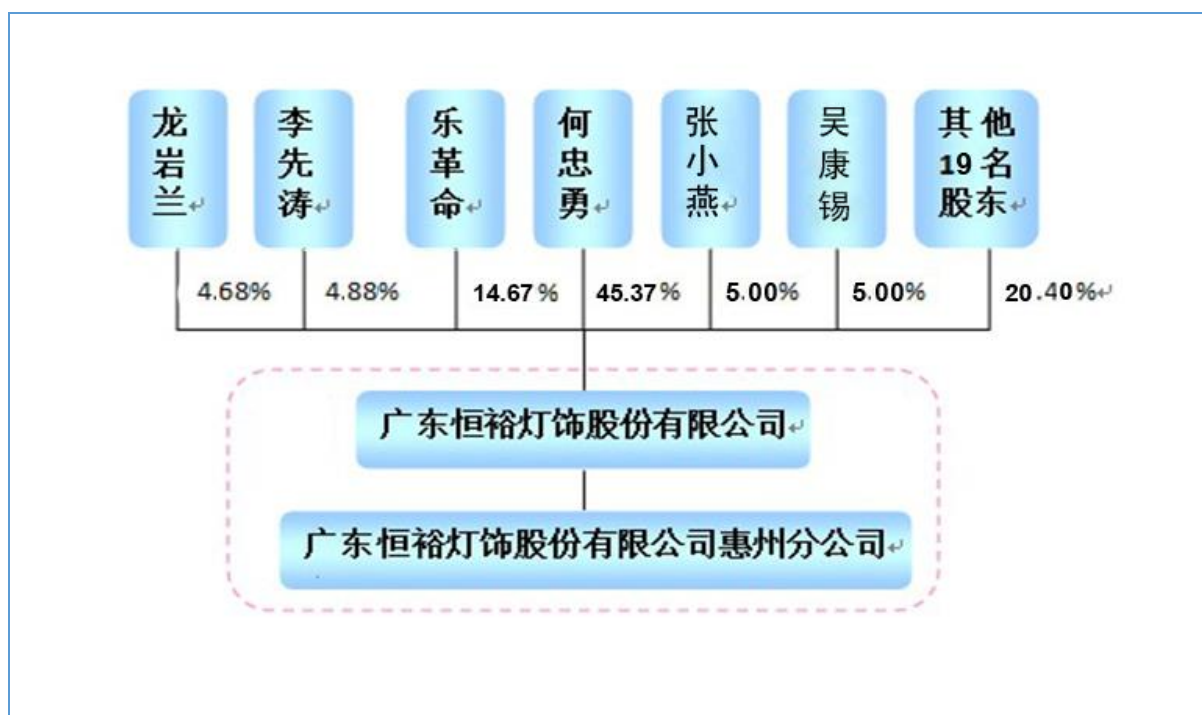 龙岩兰
李先涛
乐革命
何忠勇
张小燕
吴康锡
其他
19名
股东
4.68%
4.88%
14.67%
45.37%
5.00%
5.00%
20.40%
广东恒裕灯饰股份有限公司
广东恒裕灯饰股份有限公司惠州分公司